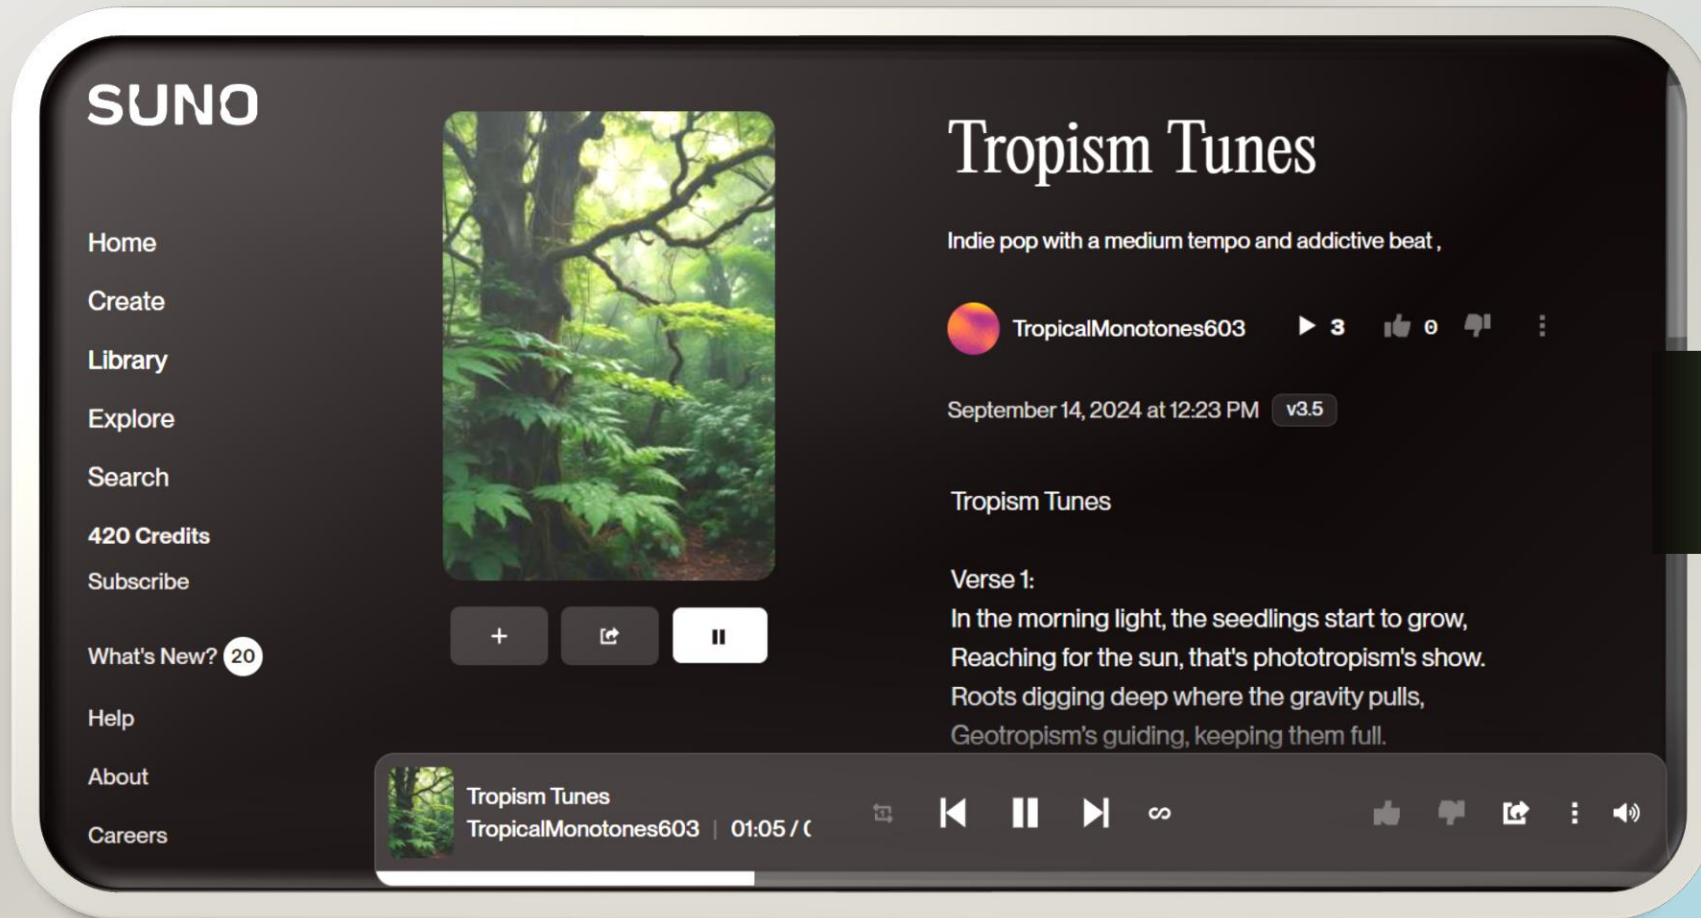 SUNO
Home
Create
Library
Explore
Search
420 Credits
Subscribe
What's New? 20
Help
About
Careers
Tropism Tunes
Indie pop with a medium tempo and addictive beat ,
TropicalMonotones603 3 0
September 14, 2024 at 12:23 PM v3.5
Tropism Tunes
Verse 1:
In the morning light, the seedlings start to grow,
Reaching for the sun, that's phototropism's show.
Roots digging deep where the gravity pulls,
Geotropism's guiding, keeping them full.
Tropism Tunes
TropicalMonotones603 | 01:05 /